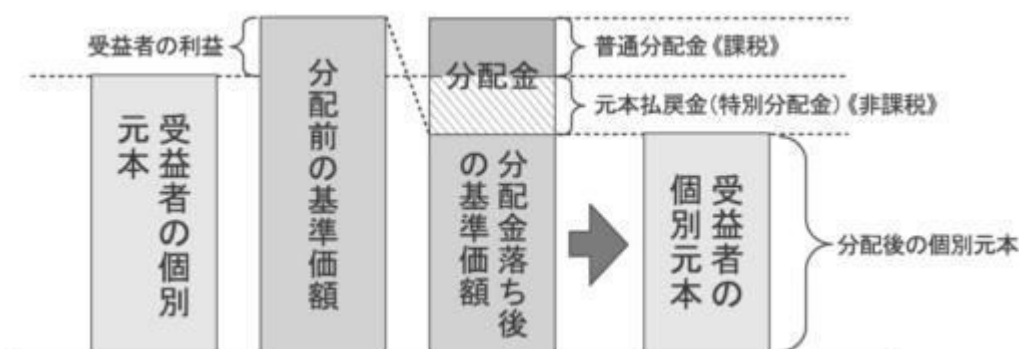 受益者の利益
受益者の個別
元本
分配前の基準価額
分配金
分配金落ち後
の基準価額
普通分配金《課税》
元本払戻金(特別分配金)《非課税》
受益者の
個別元本
分配後の個別元本